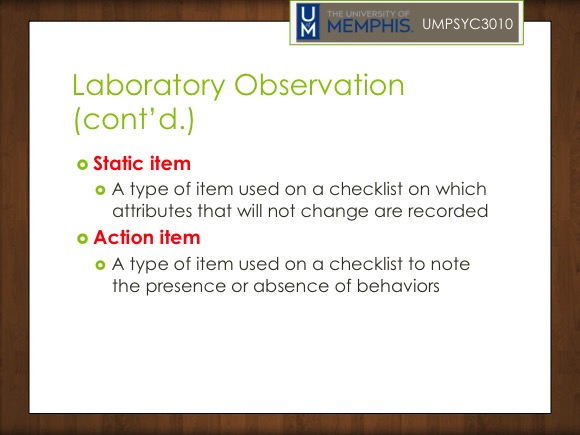 UM
THE UNIVERSITY OF
MEMPHIS.
UMPSYC3010
Laboratory Observation
(cont’d.)
Static item
A type of item used on a checklist on which
attributes that will not change are recorded
Action item
A type of item used on a checklist to note
the presence or absence of behaviors